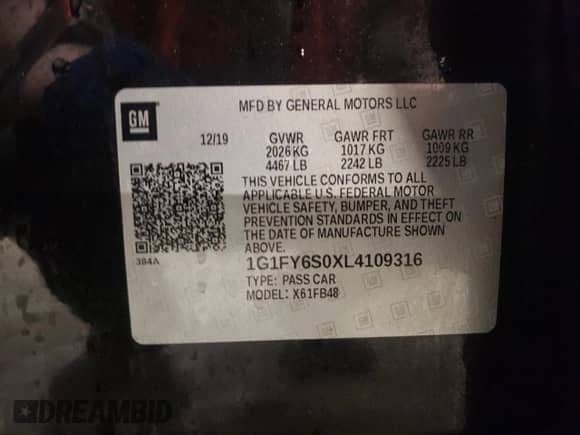 GM
MFD BY GENERAL MOTORS LLC
12/19 GVWR GAWR FRT GAWR RR
2026 KG 1017 KG 1009 KG
4467 LB 2242 LB 2225 LB
THIS VEHICLE CONFORMS TO ALL
APPLICABLE U.S. FEDERAL MOTOR
VEHICLE SAFETY, BUMPER, AND THEFT
PREVENTION STANDARDS IN EFFECT ON
THE DATE OF MANUFACTURE SHOWN
ABOVE.
384A
1G1FY6S0XL4109316
TYPE: PASS CAR
MODEL: X61FB48
DREAMBID